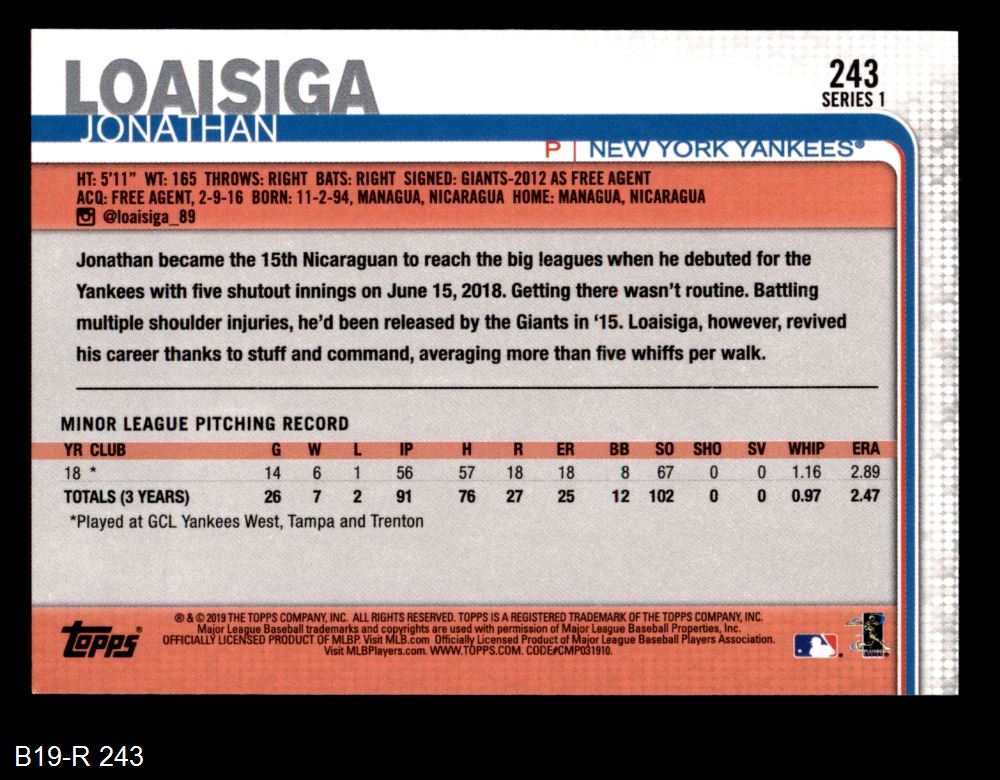 LOAISIGA
JONATHAN
243
SERIES 1
P | NEW YORK YANKEES®
HT: 5'11" WT: 165 THROWS: RIGHT BATS: RIGHT SIGNED: GIANTS-2012 AS FREE AGENT
ACQ: FREE AGENT, 2-9-16 BORN: 11-2-94, MANAGUA, NICARAGUA HOME: MANAGUA, NICARAGUA
@loaisiga_89
Jonathan became the 15th Nicaraguan to reach the big leagues when he debuted for the
Yankees with five shutout innings on June 15, 2018. Getting there wasn't routine. Battling
multiple shoulder injuries, he'd been released by the Giants in '15. Loaisiga, however, revived
his career thanks to stuff and command, averaging more than five whiffs per walk.
MINOR LEAGUE PITCHING RECORD
YR CLUB G W L IP H R ER BB SO SHO SV WHIP ERA
18 * 14 6 1 56 57 18 18 8 67 0 0 1.16 2.89
TOTALS (3 YEARS) 26 7 2 91 76 27 25 12 102 0 0 0.97 2.47
*Played at GCL Yankees West, Tampa and Trenton
Topps®
® & © 2019 THE TOPPS COMPANY, INC. ALL RIGHTS RESERVED. TOPPS IS A REGISTERED TRADEMARK OF THE TOPPS COMPANY, INC.
Major League Baseball trademarks and copyrights are used with permission of Major League Baseball Properties, Inc.
OFFICIALLY LICENSED PRODUCT OF MLBP. Visit MLB.com Officially Licensed Product of Major League Baseball Players Association.
Visit MLBPlayers.com. WWW.TOPPS.COM. CODE#CMP031910.
B19-R 243